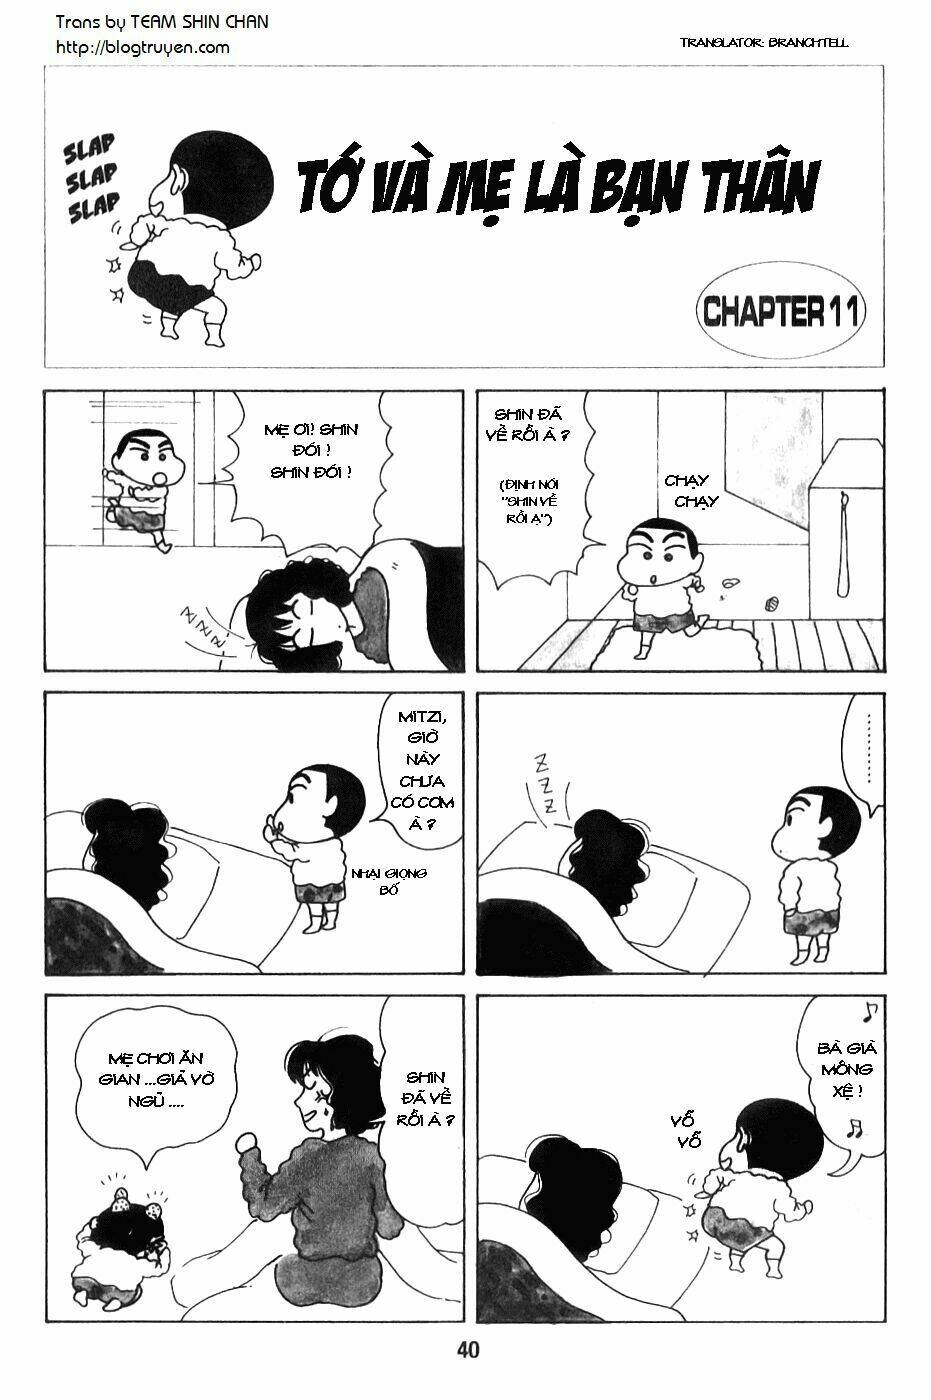 Trans by TEAM SHIN CHAN
http://blogtruyen.com
TRANSLATOR: BRANCHTELL
SLAP
SLAP
SLAP
TỚ VÀ MẸ LÀ BẠN THÂN
CHAPTER 11
SHIN ĐÃ
VỀ RỒI À ?
(ĐỊNH NÓI
"SHIN VỀ
RỒI Ạ")
CHẠY
CHẠY
MẸ ƠI! SHIN
ĐÓI !
SHIN ĐÓI !
Z Z Z Z
.........
Z
Z
Z
MITZI,
GIỜ
NÀY
CHƯA
CÓ CƠM
À ?
NHẠI GIỌNG
BỐ
BÀ GIÀ
MÔNG
XỆ !
VỖ
VỖ
SHIN
ĐÃ VỀ
RỒI À ?
MẸ CHƠI ĂN
GIAN ...GIẢ VỜ
NGỦ ....
40